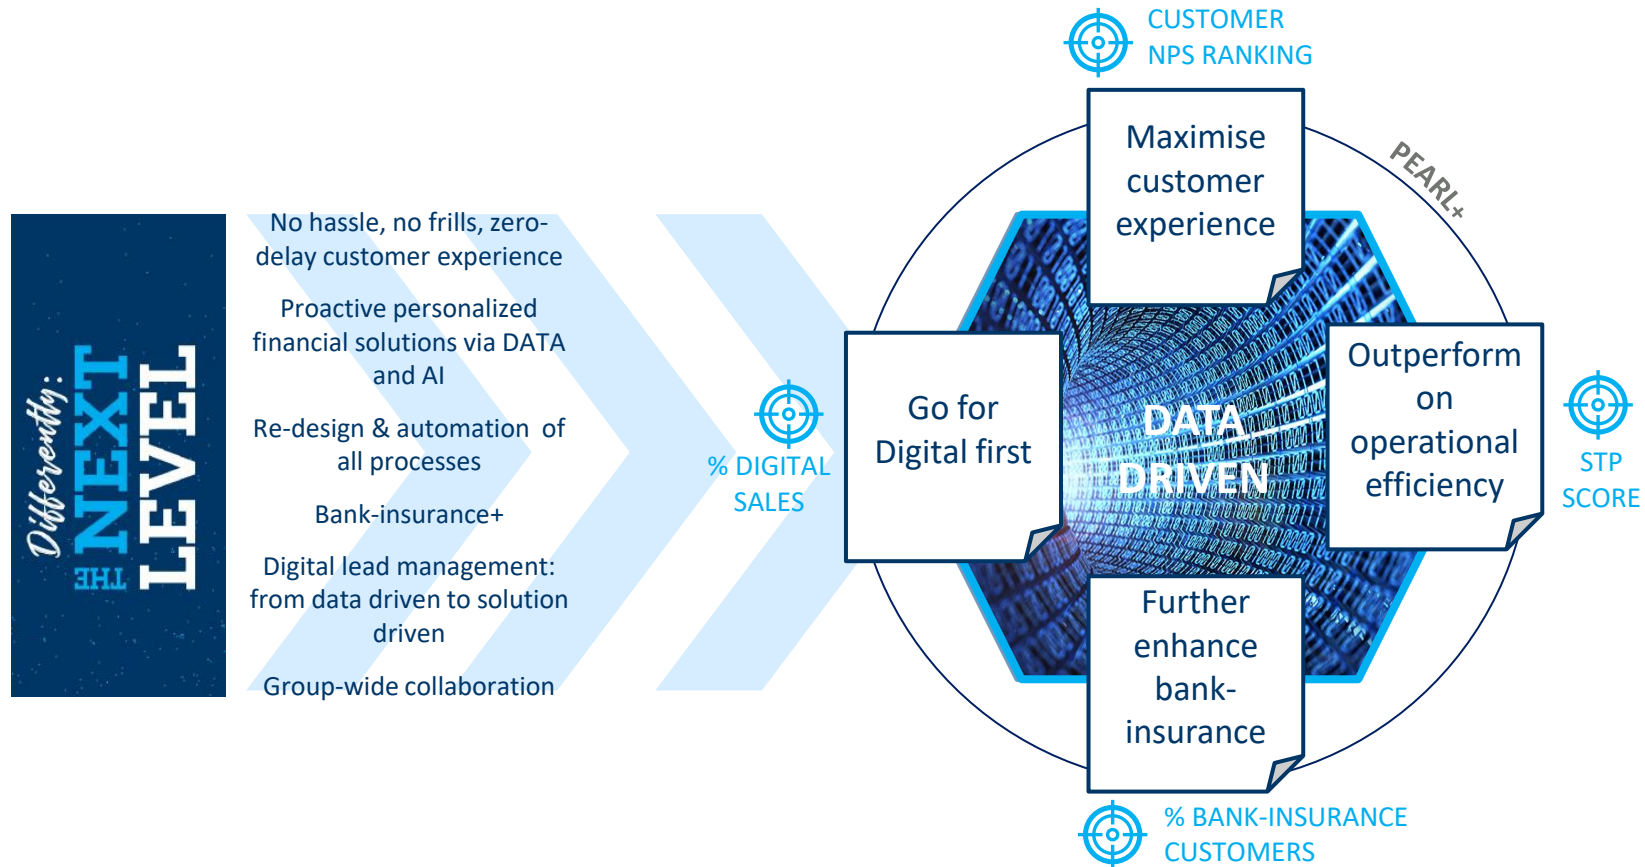 Differently:
THE NEXT
LEVEL
No hassle, no frills, zero-
delay customer experience
Proactive personalized
financial solutions via DATA
and AI
Re-design & automation of
all processes
Bank-insurance+
Digital lead management:
from data driven to solution
driven
Group-wide collaboration
CUSTOMER
NPS RANKING
Maximise
customer
experience
PEARL+
% DIGITAL
SALES
Go for
Digital first
DATA
DRIVEN
Outperform
on
operational
efficiency
STP
SCORE
Further
enhance
bank-
insurance
% BANK-INSURANCE
CUSTOMERS